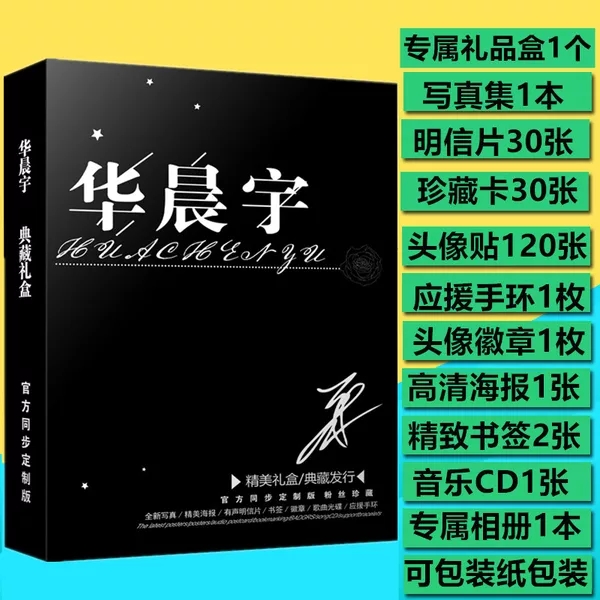 华晨宇 典藏礼盒 官方同步定制版
华晨宇
HUACHENYU
▶精美礼盒/典藏发行◀
官方同步定制版 粉丝珍藏
全新写真/精美海报/有声明信片/书签/徽章/歌曲光碟/应援手环
专属礼品盒1个
写真集1本
明信片30张
珍藏卡30张
头像贴120张
应援手环1枚
头像徽章1枚
高清海报1张
精致书签2张
音乐CD1张
专属相册1本
可包装纸包装